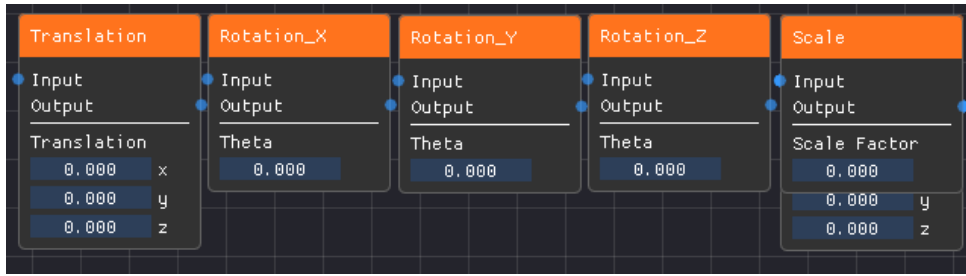 Translation
Input
Output
Translation
0.000 x
0.000 y
0.000 z
Rotation_X
Input
Output
Theta
0.000
Rotation_Y
Input
Output
Theta
0.000
Rotation_Z
Input
Output
Theta
0.000
Scale
Input
Output
Scale Factor
0.000
0.000 y
0.000 z